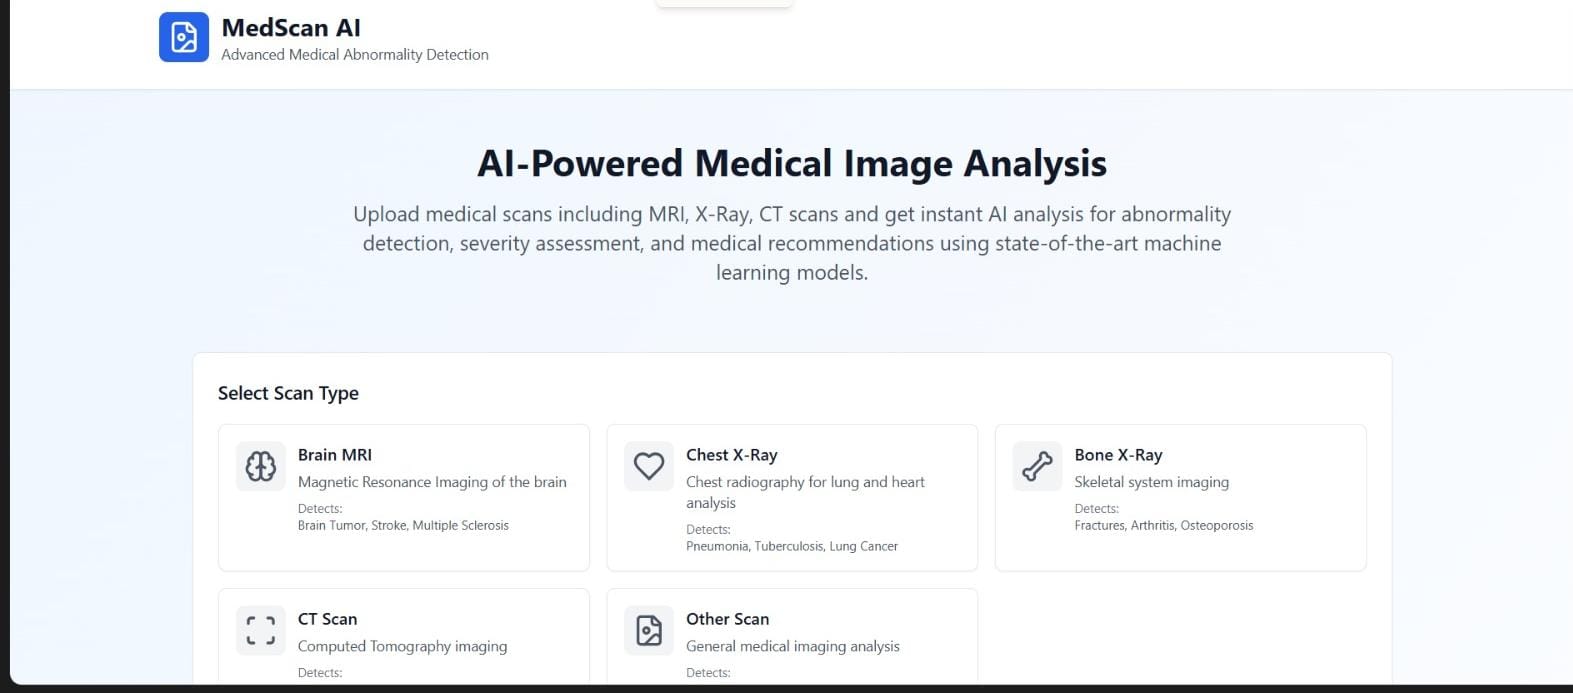 MedScan AI
Advanced Medical Abnormality Detection
AI-Powered Medical Image Analysis
Upload medical scans including MRI, X-Ray, CT scans and get instant AI analysis for abnormality
detection, severity assessment, and medical recommendations using state-of-the-art machine
learning models.
Select Scan Type
Brain MRI
Magnetic Resonance Imaging of the brain
Detects:
Brain Tumor, Stroke, Multiple Sclerosis
Chest X-Ray
Chest radiography for lung and heart
analysis
Detects:
Pneumonia, Tuberculosis, Lung Cancer
Bone X-Ray
Skeletal system imaging
Detects:
Fractures, Arthritis, Osteoporosis
CT Scan
Computed Tomography imaging
Detects:
Other Scan
General medical imaging analysis
Detects: